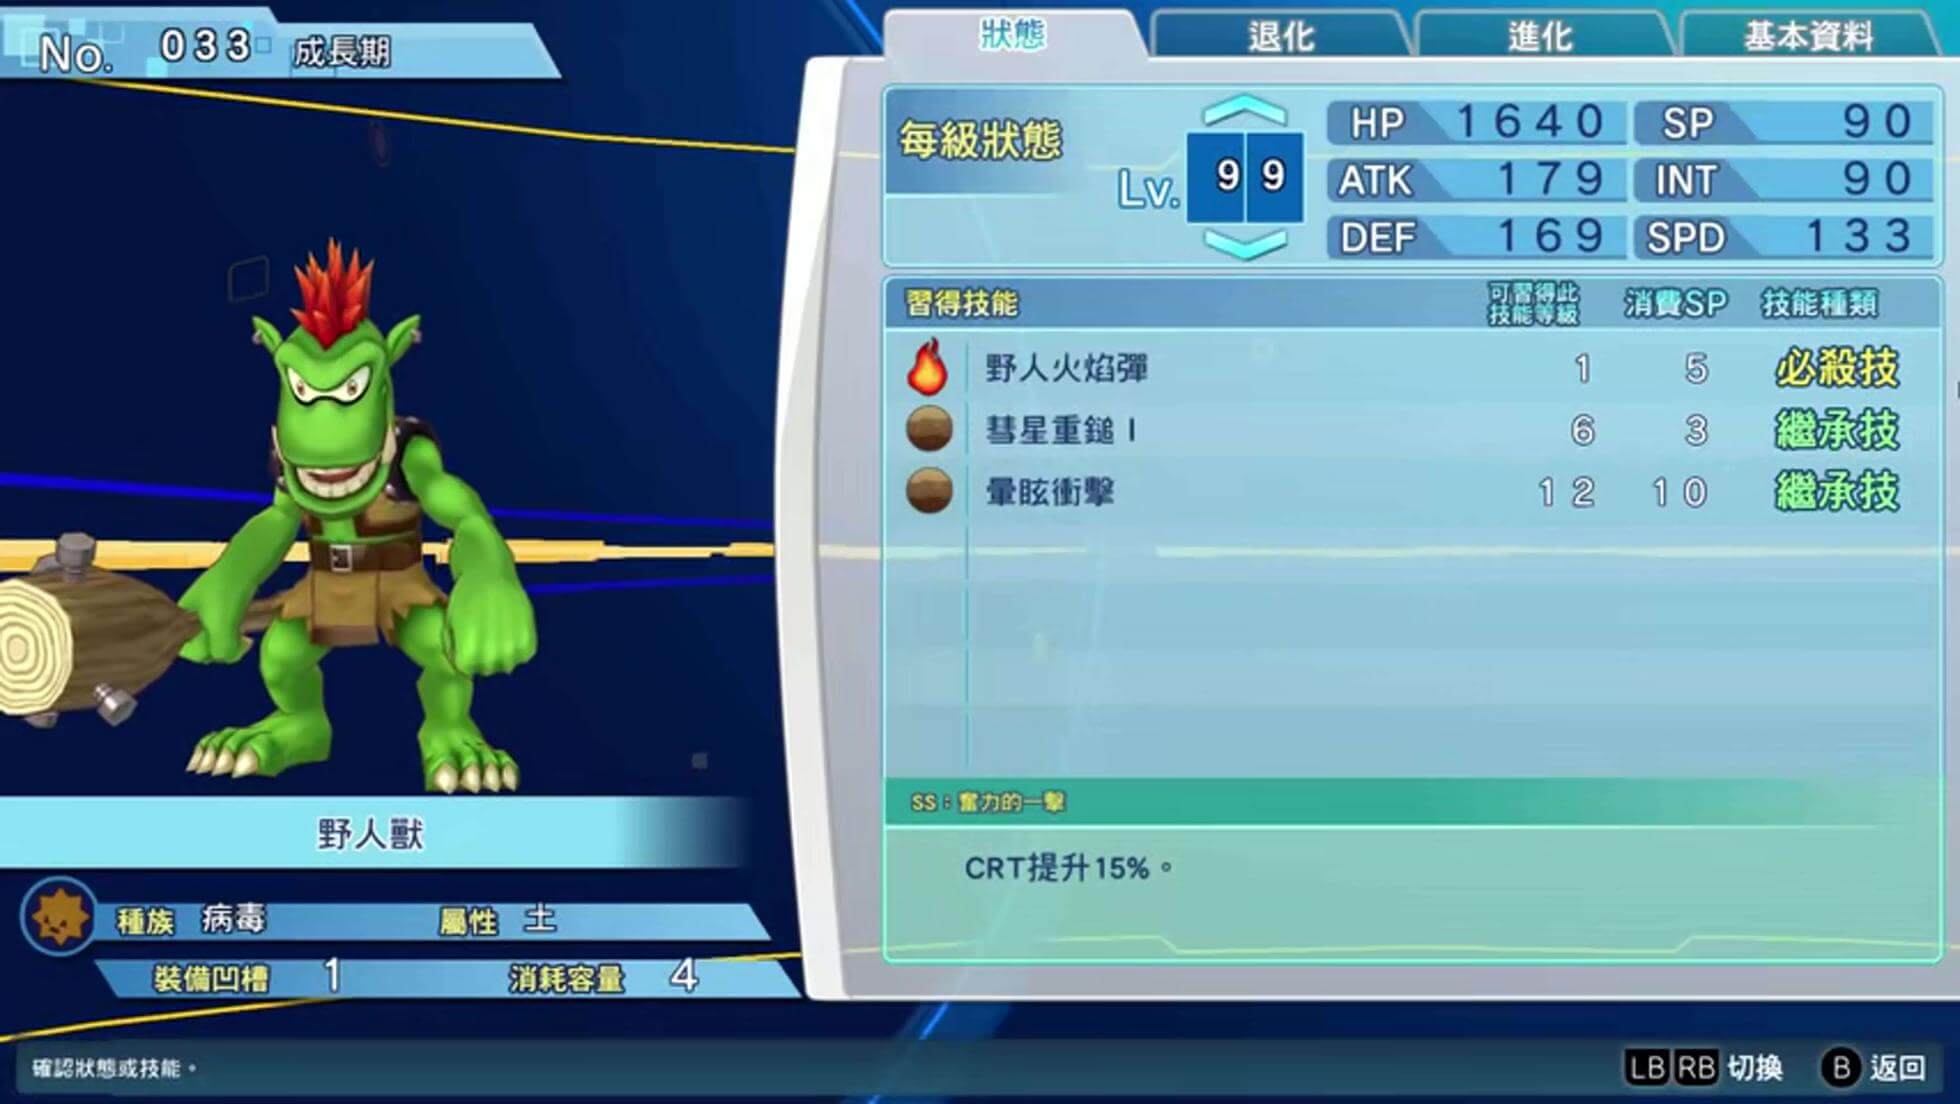 No. 033 成長期
狀態 退化 進化 基本資料
每級狀態
Lv. 99
HP 1640 SP 90
ATK 179 INT 90
DEF 169 SPD 133
習得技能 可習得此技能等級 消費SP 技能種類
野人火焰彈 1 5 必殺技
彗星重鎚 I 6 3 繼承技
暈眩衝擊 12 10 繼承技
SS：奮力的一擊
CRT提升15%。
野人獸
種族 病毒 屬性 土
裝備凹槽 1 消耗容量 4
確認狀態或技能。
LB RB 切換 B 返回